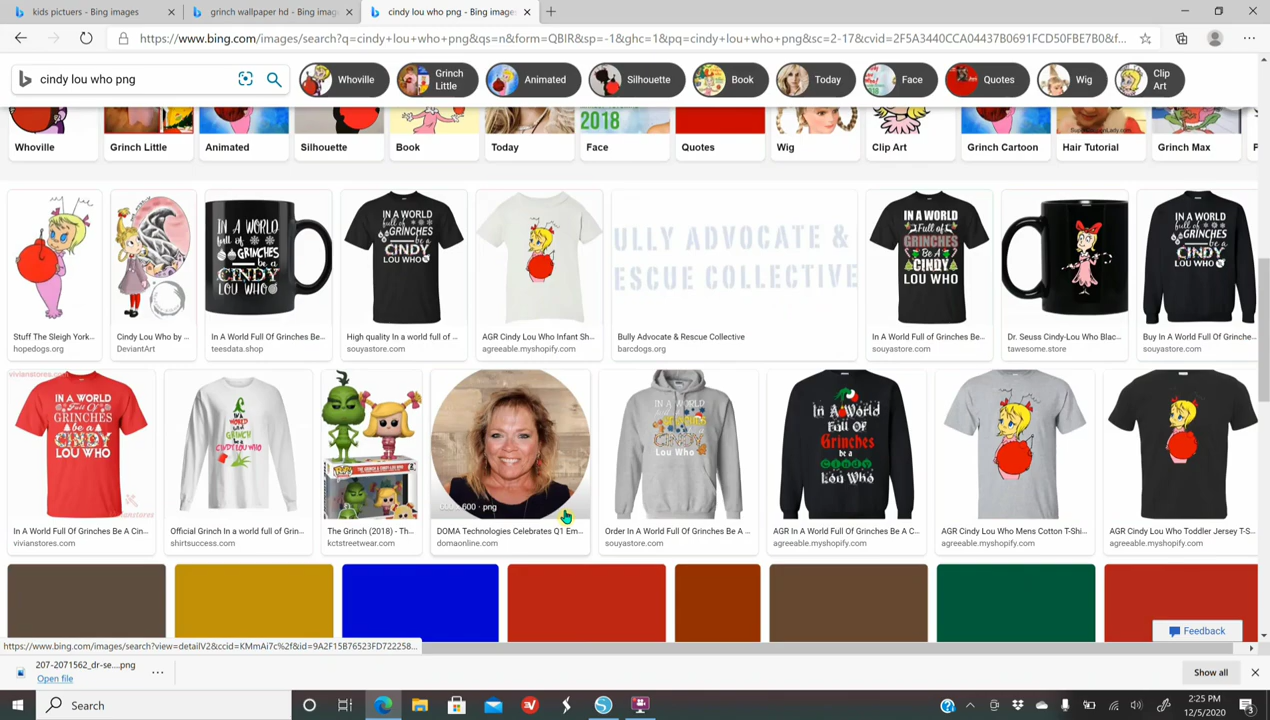 kids pictuers - Bing images
grinch wallpaper hd - Bing imag
cindy lou who png - Bing image
https://www.bing.com/images/search?q=cindy+lou+who+png&qs=n&form=QBIR&sp=-1&ghc=1&pq=cindy+lou+who+png&sc=2-17&cvid=2F5A3440CCA04437B0691FCD50FBE7B0&f...
cindy lou who png
Whoville
Grinch
Little
Animated
Silhouette
Book
Today
Face
Quotes
Wig
Clip
Art
2018
Whoville
Grinch Little
Animated
Silhouette
Book
Today
Face
Quotes
Wig
Clip Art
Grinch Cartoon
Hair Tutorial
Grinch Max
IN A WORLD
full of
GRINCHES
be a
CINDY
LOU WHO
IN A WORLD
full of
GRINCHES
be a
CINDY
LOU WHO
ULLY ADVOCATE &
ESCUE COLLECTIVE
IN A WORLD
Full of
GRINCHES
Be A
CINDY
LOU WHO
IN A WORLD
full of
GRINCHES
be a
CINDY
LOU WHO
Stuff The Sleigh York...
hopedogs.org
Cindy Lou Who by ...
DeviantArt
In A World Full Of Grinches Be...
teesdata.shop
High quality In a world full of ...
souyastore.com
AGR Cindy Lou Who Infant Sh...
agreeable.myshopify.com
Bully Advocate & Rescue Collective
barcdogs.org
In A World Full of Grinches Be...
souyastore.com
Dr. Seuss Cindy-Lou Who Blac...
tawesome.store
Buy In A World Full Of Grinche...
souyastore.com
vivianstores.com
IN A WORLD
Full Of
GRINCHES
be a
CINDY
LOU WHO
IN A
WORLD
GRINCH
CINDY LOU WHO
600 × 600 · png
IN A WORLD
CINDY
Lou Who
In A World
Full Of
Grinches
be a
Cindy
Lou Who
In A World Full Of Grinches Be A Cin...
vivianstores.com
Official Grinch In a world full of Grin...
shirtsuccess.com
The Grinch (2018) - Th...
kctstreetwear.com
DOMA Technologies Celebrates Q1 Em...
domaonline.com
Order In A World Full Of Grinches Be A ...
souyastore.com
AGR In A World Full Of Grinches Be A C...
agreeable.myshopify.com
AGR Cindy Lou Who Mens Cotton T-Shi...
agreeable.myshopify.com
AGR Cindy Lou Who Toddler Jersey T-S...
agreeable.myshopify.com
Feedback
https://www.bing.com/images/search?view=detailV2&ccid=KMmAi7c%2f&id=9A2F15B76523FD722258...
207-2071562_dr-se....png
Open file
Show all
Search
2:25 PM
12/5/2020
3